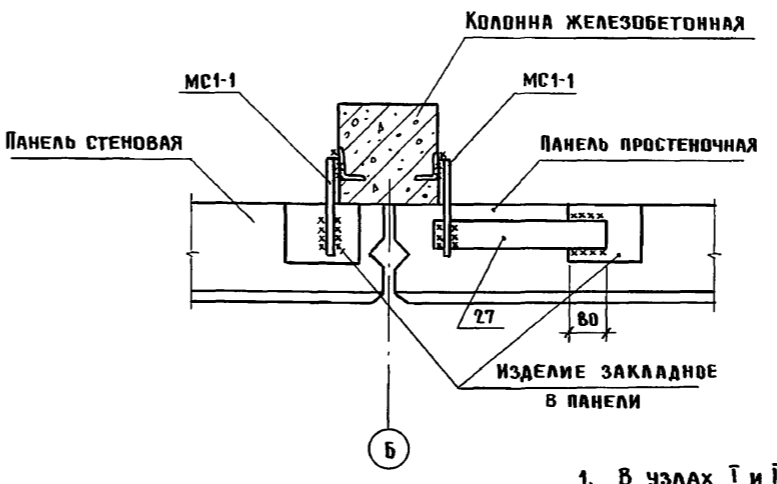 КОЛОННА ЖЕЛЕЗОБЕТОННАЯ
МС1-1
МС1-1
ПАНЕЛЬ СТЕНОВАЯ
ПАНЕЛЬ ПРОСТЕНОЧНАЯ
27
80
ИЗДЕЛИЕ ЗАКЛАДНОЕ
В ПАНЕЛИ
Б
1. В УЗЛАХ I И